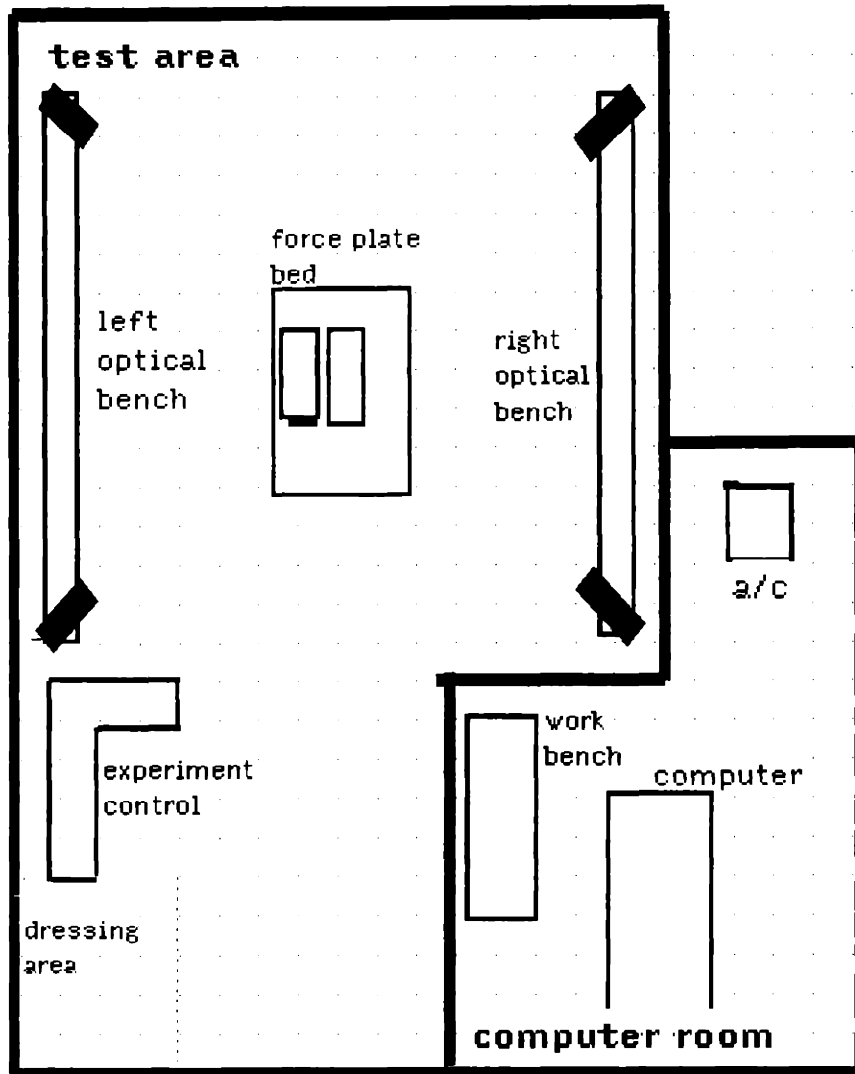 test area
force plate
bed
left
optical
bench
right
optical
bench
a/c
work
bench
computer
experiment
control
dressing
area
computer room